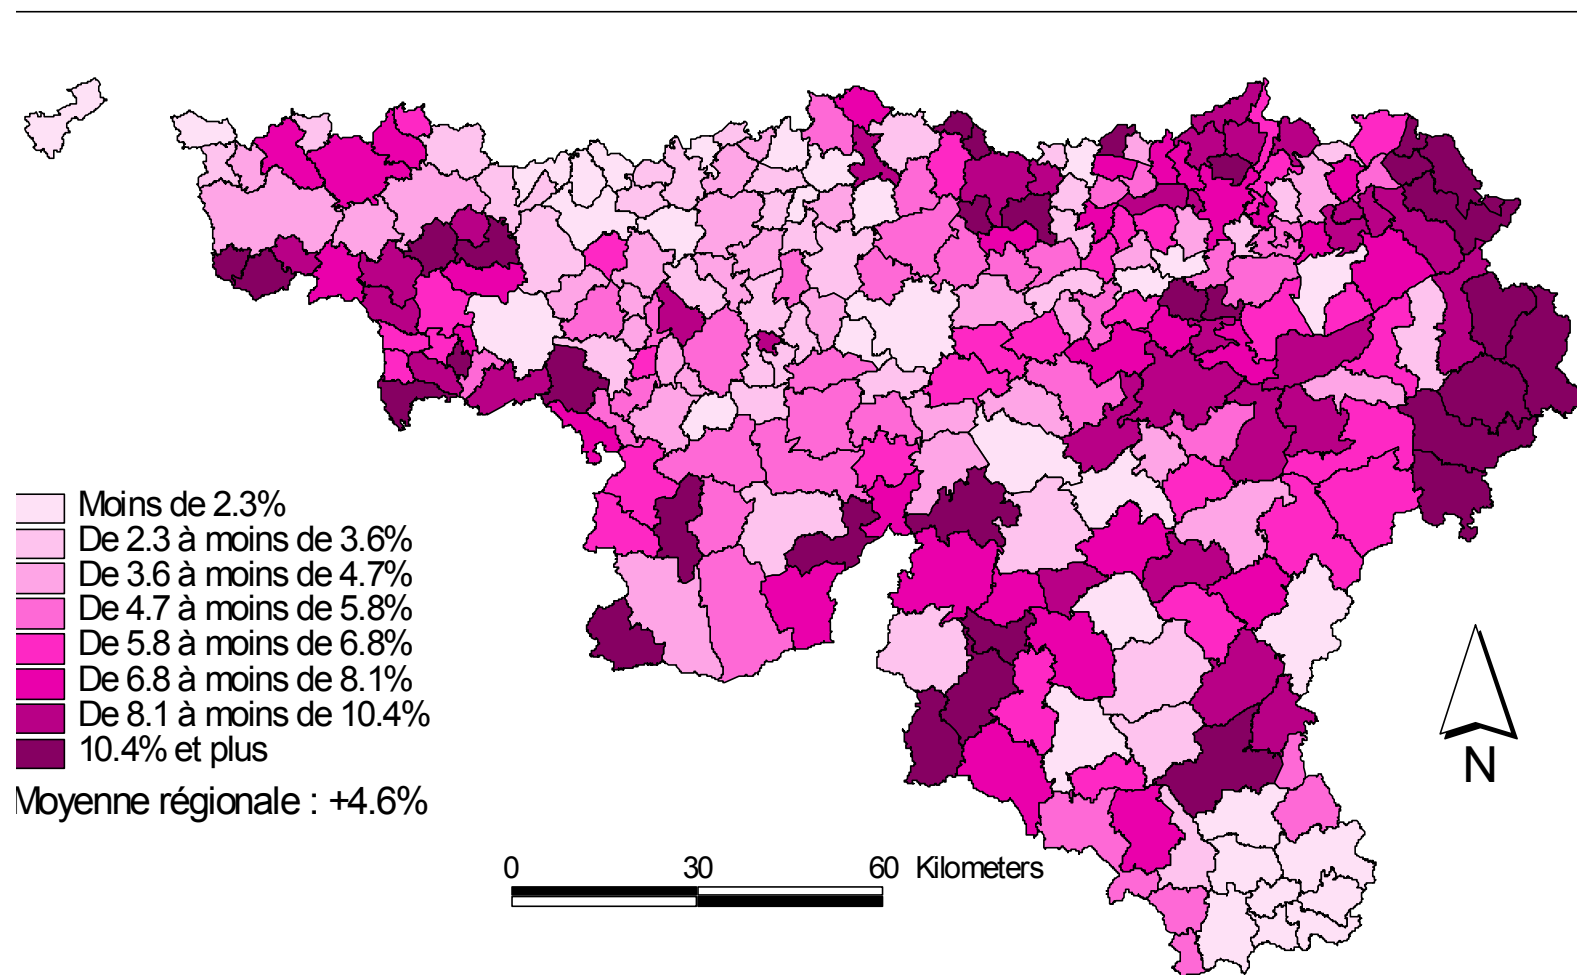 Moins de 2.3%
De 2.3 à moins de 3.6%
De 3.6 à moins de 4.7%
De 4.7 à moins de 5.8%
De 5.8 à moins de 6.8%
De 6.8 à moins de 8.1%
De 8.1 à moins de 10.4%
10.4% et plus
Moyenne régionale : +4.6%
N
0 30 60 Kilometers